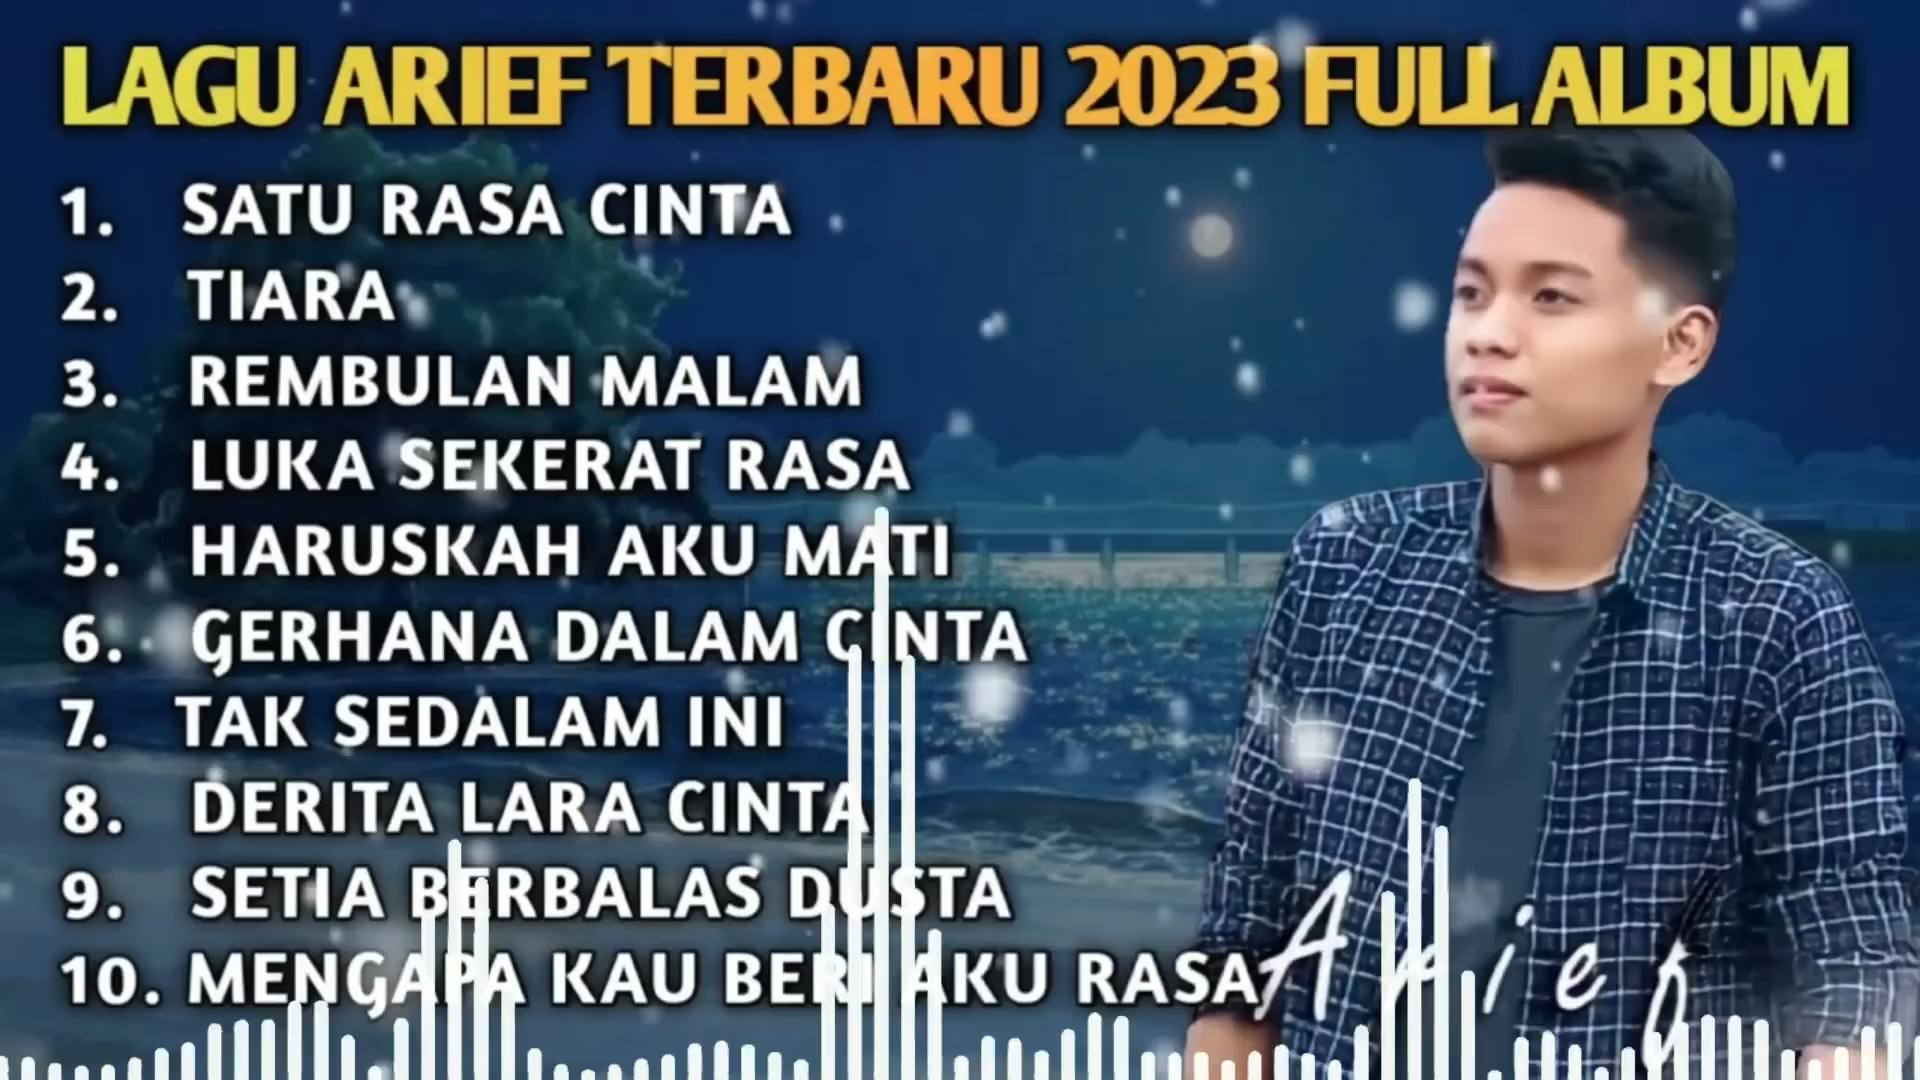 LAGU ARIEF TERBARU 2023 FULL ALBUM
1. SATU RASA CINTA
2. TIARA
3. REMBULAN MALAM
4. LUKA SEKERAT RASA
5. HARUSKAH AKU MATI
6. GERHANA DALAM CINTA
7. TAK SEDALAM INI
8. DERITA LARA CINTA
9. SETIA BERBALAS DUSTA
10. MENGAPA KAU BERI AKU RASA
Arief